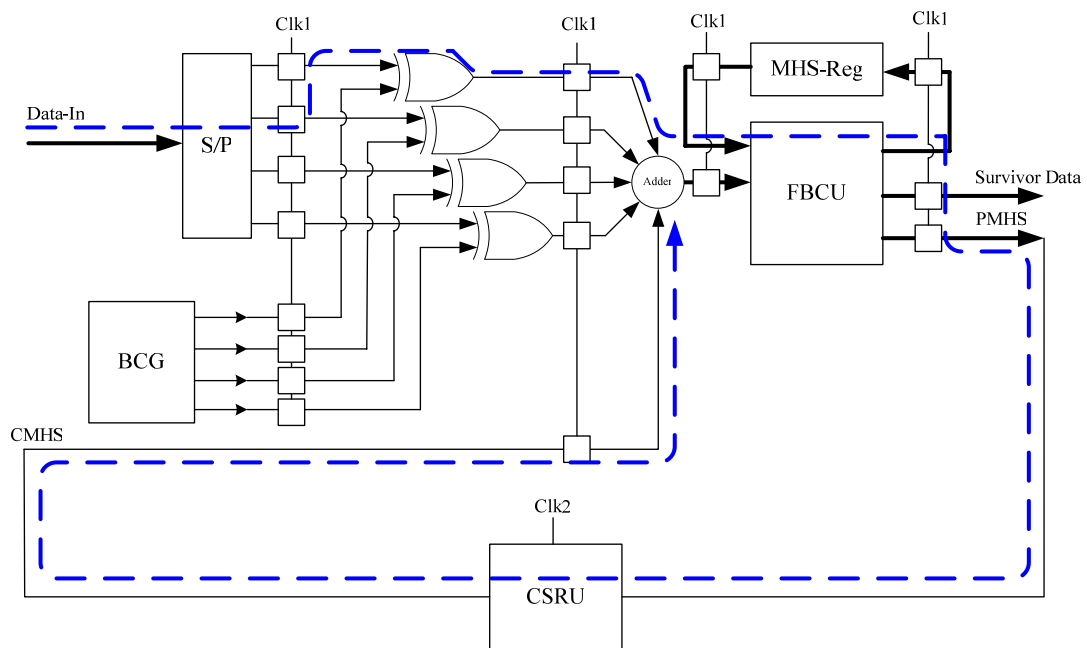 Clk1
Clk1
Clk1
Clk1
MHS-Reg
Data-In
S/P
Adder
FBCU
Survivor Data
PMHS
BCG
CMHS
Clk2
CSRU